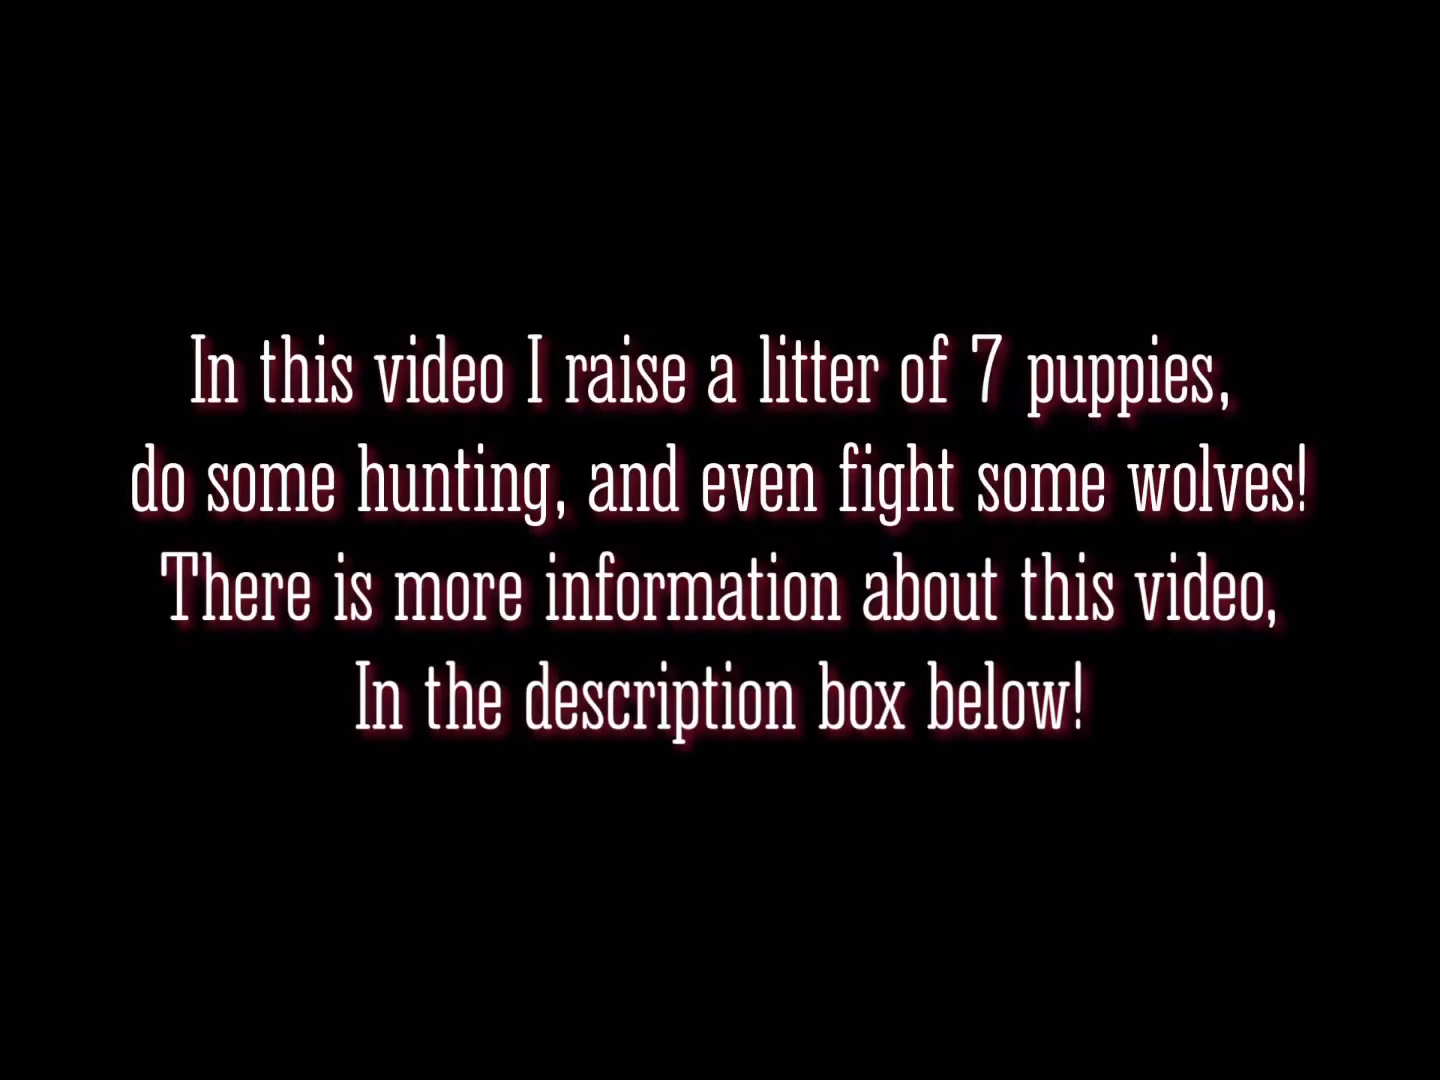 In this video I raise a litter of 7 puppies,
do some hunting, and even fight some wolves!
There is more information about this video,
In the description box below!